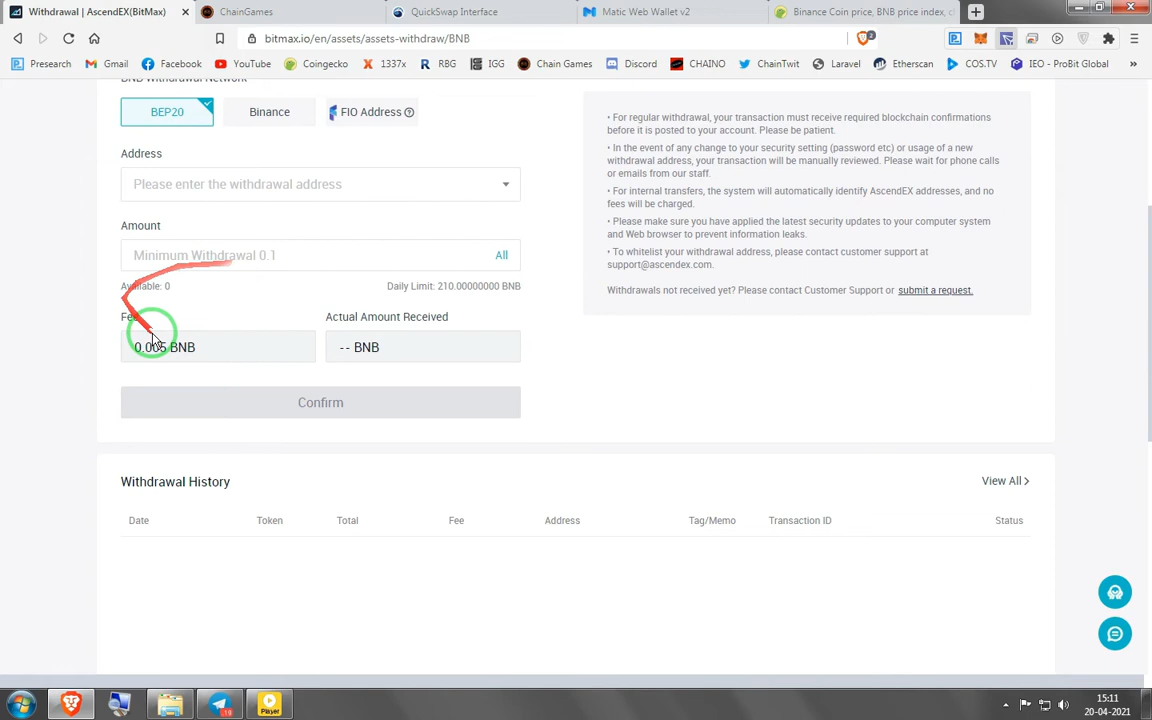 Withdrawal | AscendEX(BitMax)
ChainGames
QuickSwap Interface
Matic Web Wallet v2
Binance Coin price, BNB price index, c
bitmax.io/en/assets/assets-withdraw/BNB
2
Presearch
Gmail
Facebook
YouTube
Coingecko
1337x
RBG
IGG
Chain Games
Discord
CHAINO
ChainTwit
Laravel
Etherscan
COS.TV
IEO - ProBit Global
BNB Withdrawal Network
BEP20
Binance
FIO Address
Address
Please enter the withdrawal address
Amount
Minimum Withdrawal 0.1
All
Available: 0
Daily Limit: 210.00000000 BNB
Fee
Actual Amount Received
0.005 BNB
-- BNB
Confirm
• For regular withdrawal, your transaction must receive required blockchain confirmations
before it is posted to your account. Please be patient.
• In the event of any change to your security setting (password etc) or usage of a new
withdrawal address, your transaction will be manually reviewed. Please wait for phone calls
or emails from our staff.
• For internal transfers, the system will automatically identify AscendEX addresses, and no
fees will be charged.
• Please make sure you have applied the latest security updates to your computer system
and Web browser to prevent information leaks.
• To whitelist your withdrawal address, please contact customer support at
support@ascendex.com.
Withdrawals not received yet? Please contact Customer Support or submit a request.
Withdrawal History
View All
Date
Token
Total
Fee
Address
Tag/Memo
Transaction ID
Status
Player
15:11
20-04-2021